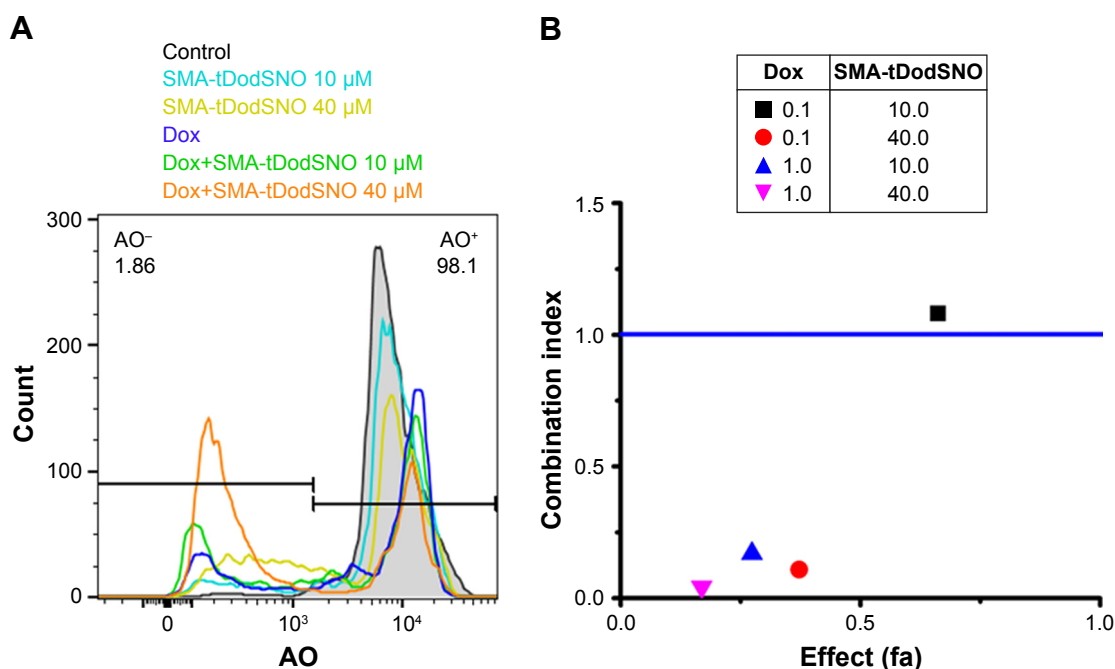 A
Control
SMA-tDodSNO 10 µM
SMA-tDodSNO 40 µM
Dox
Dox+SMA-tDodSNO 10 µM
Dox+SMA-tDodSNO 40 µM
300
200
100
0
Count
AO⁻
1.86
AO⁺
98.1
0 10³ 10⁴
AO
B
Dox SMA-tDodSNO
0.1 10.0
0.1 40.0
1.0 10.0
1.0 40.0
1.5
1.0
0.5
0.0
Combination index
0.0 0.5 1.0
Effect (fa)